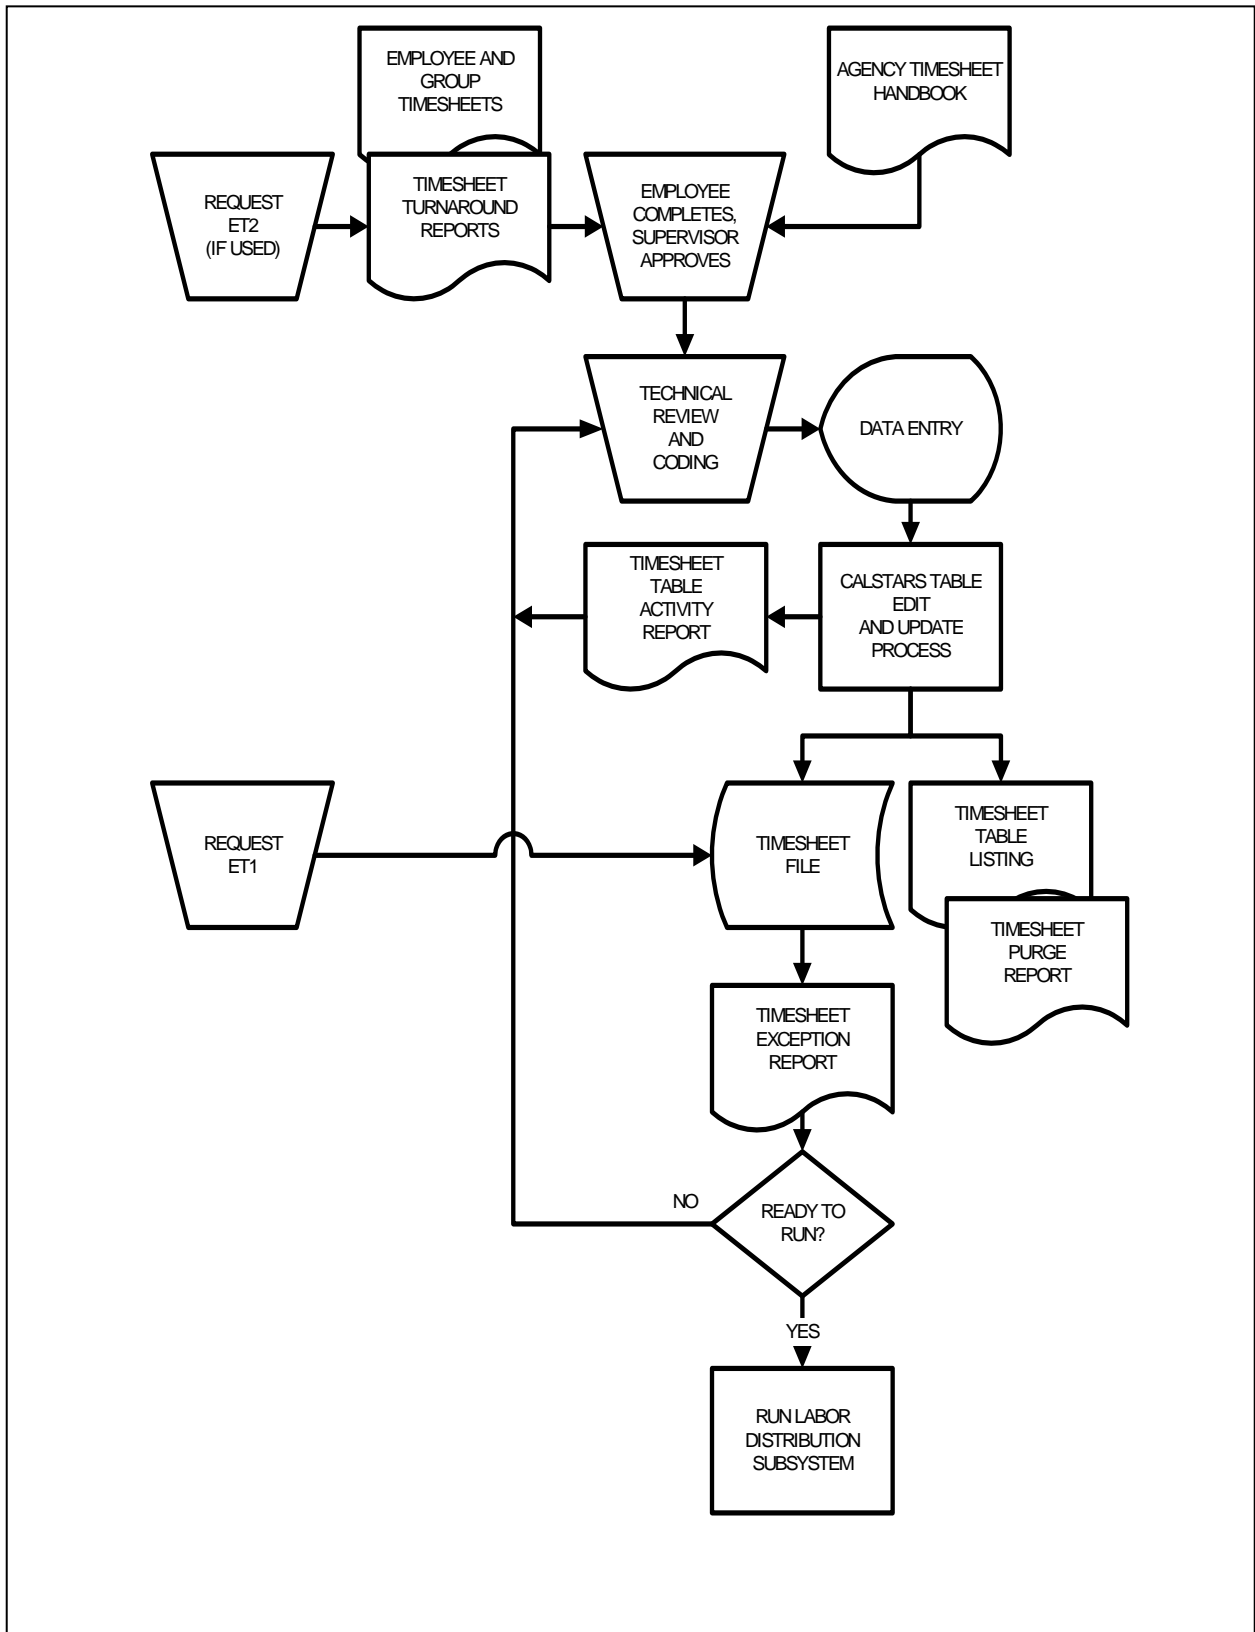 EMPLOYEE AND
GROUP
TIMESHEETS
AGENCY TIMESHEET
HANDBOOK
REQUEST
ET2
(IF USED)
TIMESHEET
TURNAROUND
REPORTS
EMPLOYEE
COMPLETES,
SUPERVISOR
APPROVES
TECHNICAL
REVIEW
AND
CODING
DATA ENTRY
TIMESHEET
TABLE
ACTIVITY
REPORT
CALSTARS TABLE
EDIT
AND UPDATE
PROCESS
REQUEST
ET1
TIMESHEET
FILE
TIMESHEET
TABLE
LISTING
TIMESHEET
PURGE
REPORT
TIMESHEET
EXCEPTION
REPORT
NO
READY TO
RUN?
YES
RUN LABOR
DISTRIBUTION
SUBSYSTEM